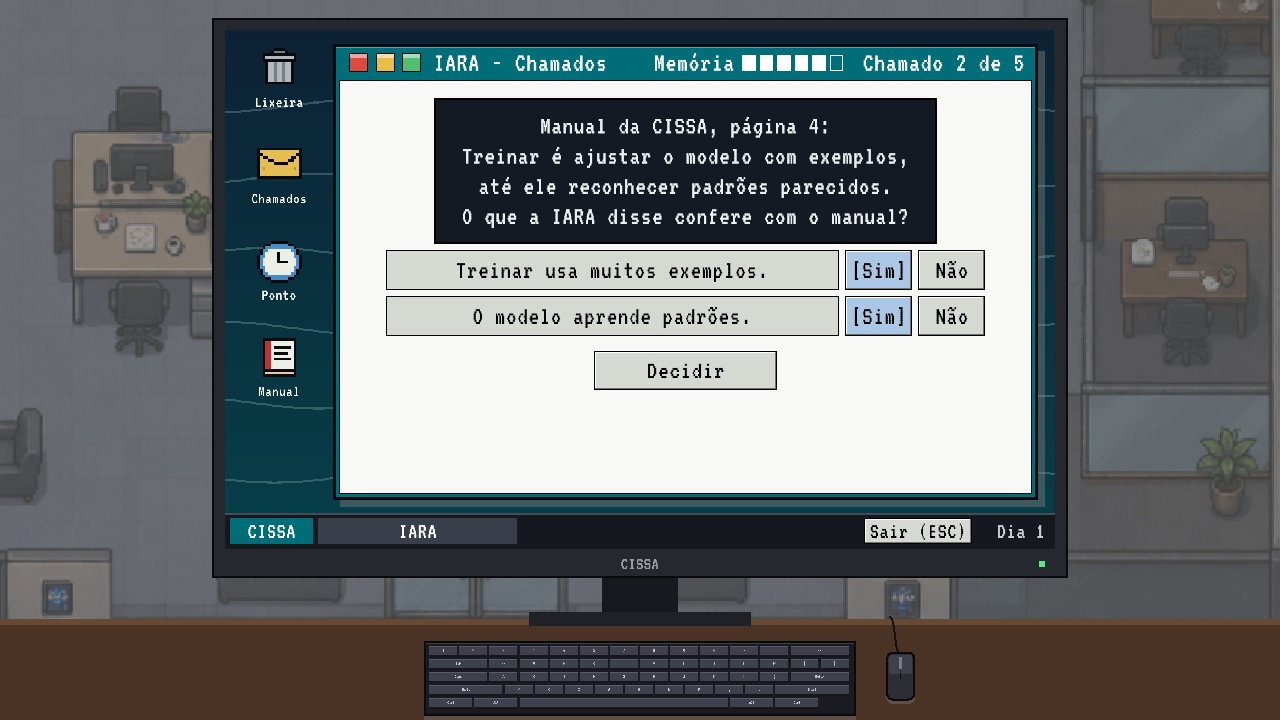 IARA - Chamados
Memória
Chamado 2 de 5
Lixeira
Chamados
Ponto
Manual
Manual da CISSA, página 4:
Treinar é ajustar o modelo com exemplos,
até ele reconhecer padrões parecidos.
O que a IARA disse confere com o manual?
Treinar usa muitos exemplos. [Sim] Não
O modelo aprende padrões. [Sim] Não
Decidir
CISSA
IARA
Sair (ESC)
Dia 1
CISSA